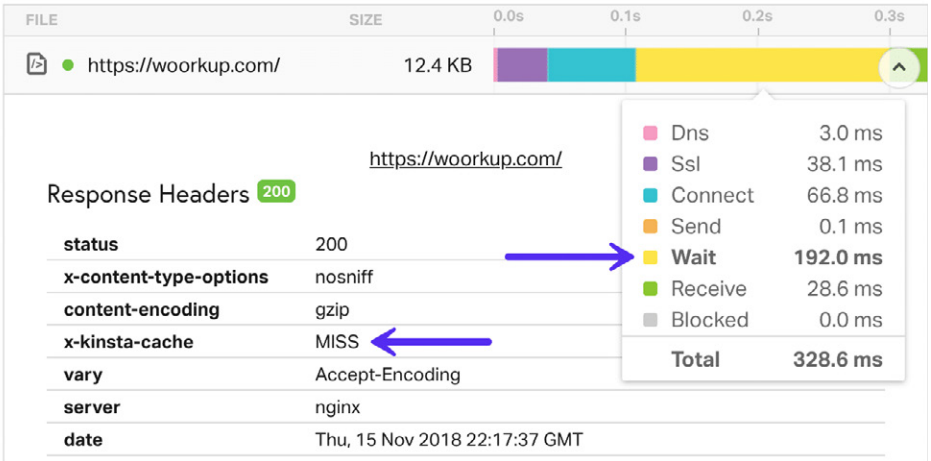 FILE SIZE 0.0s 0.1s 0.2s 0.3s
https://woorkup.com/ 12.4 KB
https://woorkup.com/
Response Headers 200
status 200
x-content-type-options nosniff
content-encoding gzip
x-kinsta-cache MISS
vary Accept-Encoding
server nginx
date Thu, 15 Nov 2018 22:17:37 GMT
Dns 3.0 ms
Ssl 38.1 ms
Connect 66.8 ms
Send 0.1 ms
Wait 192.0 ms
Receive 28.6 ms
Blocked 0.0 ms
Total 328.6 ms